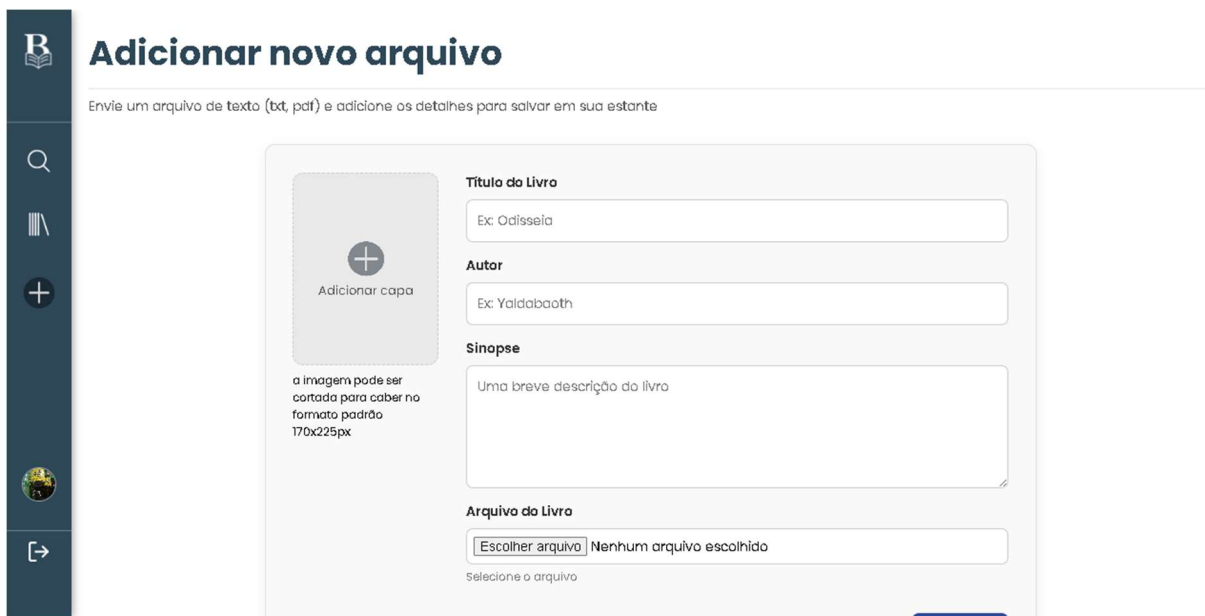 B
Adicionar novo arquivo
Envie um arquivo de texto (txt, pdf) e adicione os detalhes para salvar em sua estante
Adicionar capa
a imagem pode ser
cortada para caber no
formato padrão
170x225px
Título do Livro
Ex: Odisseia
Autor
Ex: Yaldabaoth
Sinopse
Uma breve descrição do livro
Arquivo do Livro
Escolher arquivo Nenhum arquivo escolhido
Selecione o arquivo